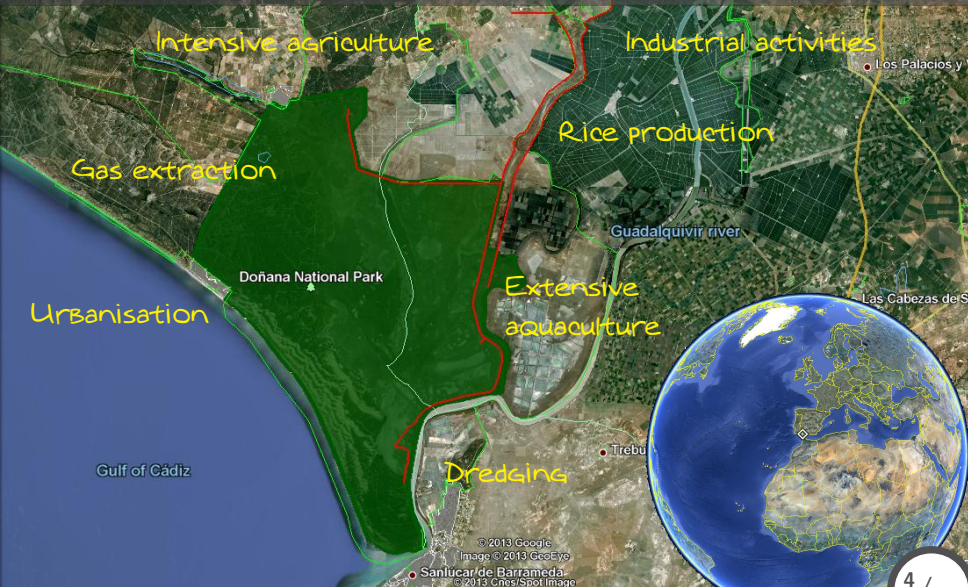 Intensive agriculture
Industrial activities
Los Palacios y
Rice production
Gas extraction
Guadalquivir river
Doñana National Park
Extensive
aquaculture
Las Cabezas de S
Urbanisation
Gulf of Cádiz
Trebu
Dredging
© 2013 Google
Image © 2013 GeoEye
Sanlúcar de Barrameda
© 2013 Cnes/Spot Image
4 /